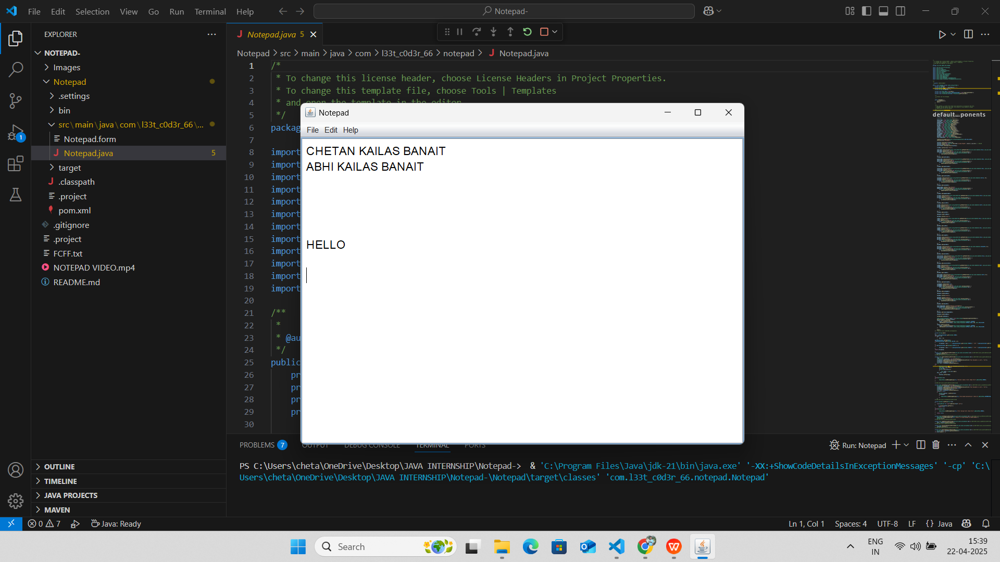 File Edit Selection View Go Run Terminal Help
Notepad-
EXPLORER
NOTEPAD-
Images
Notepad
.settings
bin
src\main\java\com\l33t_c0d3r_66\...
Notepad.form
Notepad.java 5
target
.classpath
.project
pom.xml
.gitignore
.project
FCFF.txt
NOTEPAD VIDEO.mp4
README.md
OUTLINE
TIMELINE
JAVA PROJECTS
MAVEN
1
Notepad.java 5
Notepad > src > main > java > com > l33t_c0d3r_66 > notepad > Notepad.java
1 /*
2 * To change this license header, choose License Headers in Project Properties.
3 * To change this template file, choose Tools | Templates
4 * and open the template in the editor.
5 */
6 packag
7
8 import
9 import
10 import
11 import
12 import
13 import
14 import
15 import
16 import
17 import
18 import
19 import
20
21 /**
22 *
23 * @au
24 */
25 public
26 pr
27 pr
28 pr
29 pr
30
default...ponents
Notepad
File Edit Help
CHETAN KAILAS BANAIT
ABHI KAILAS BANAIT
HELLO
PROBLEMS 7 OUTPUT DEBUG CONSOLE TERMINAL PORTS
Run: Notepad
PS C:\Users\cheta\OneDrive\Desktop\JAVA INTERNSHIP\Notepad-> & 'C:\Program Files\Java\jdk-21\bin\java.exe' '-XX:+ShowCodeDetailsInExceptionMessages' '-cp' 'C:\
Users\cheta\OneDrive\Desktop\JAVA INTERNSHIP\Notepad-\Notepad\target\classes' 'com.l33t_c0d3r_66.notepad.Notepad'
0 7 Java: Ready
Ln 1, Col 1 Spaces: 4 UTF-8 LF {} Java
Search
ENG
IN
15:39
22-04-2025